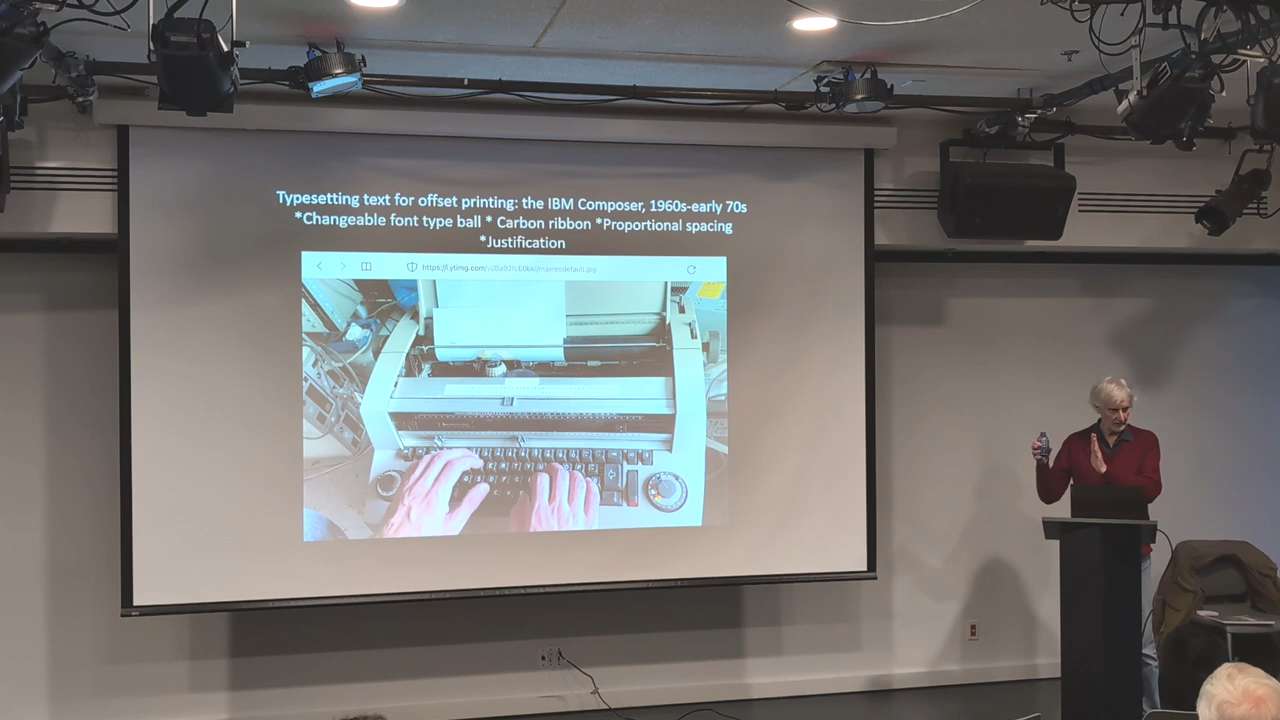 Typesetting text for offset printing: the IBM Composer, 1960s-early 70s
*Changeable font type ball * Carbon ribbon *Proportional spacing
*Justification